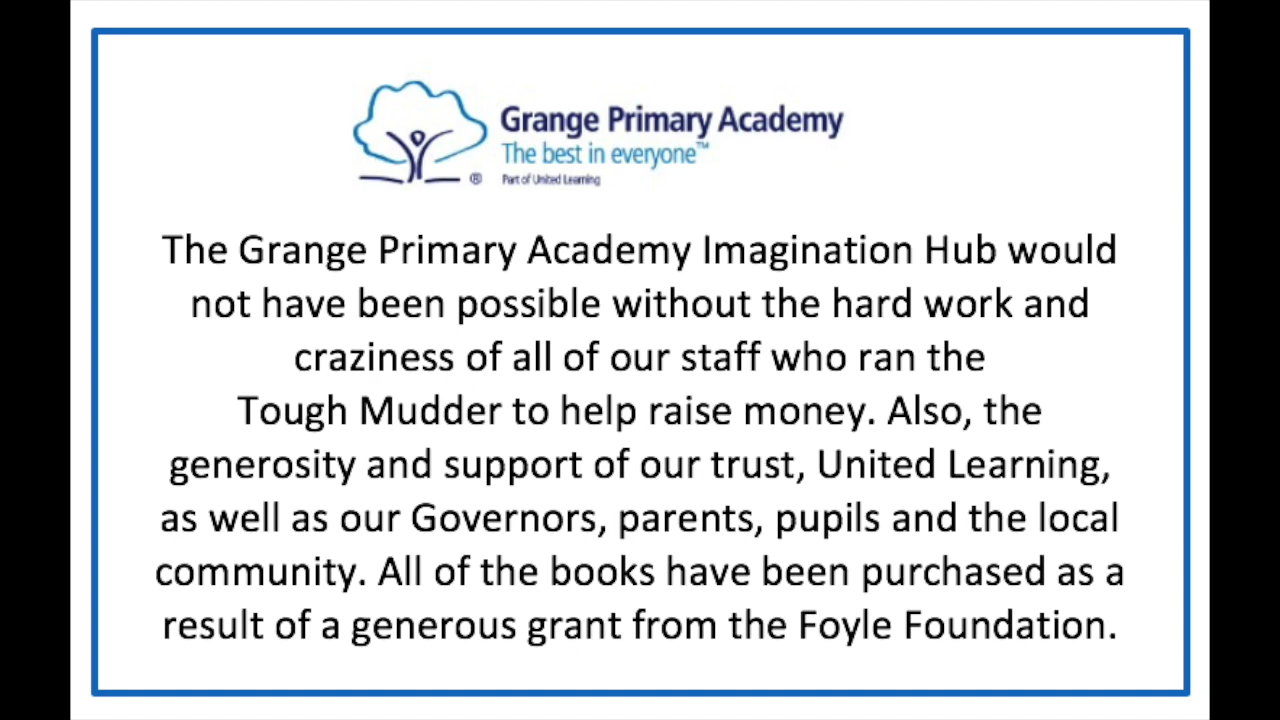 Grange Primary Academy
The best in everyone™
® Part of United Learning
The Grange Primary Academy Imagination Hub would
not have been possible without the hard work and
craziness of all of our staff who ran the
Tough Mudder to help raise money. Also, the
generosity and support of our trust, United Learning,
as well as our Governors, parents, pupils and the local
community. All of the books have been purchased as a
result of a generous grant from the Foyle Foundation.